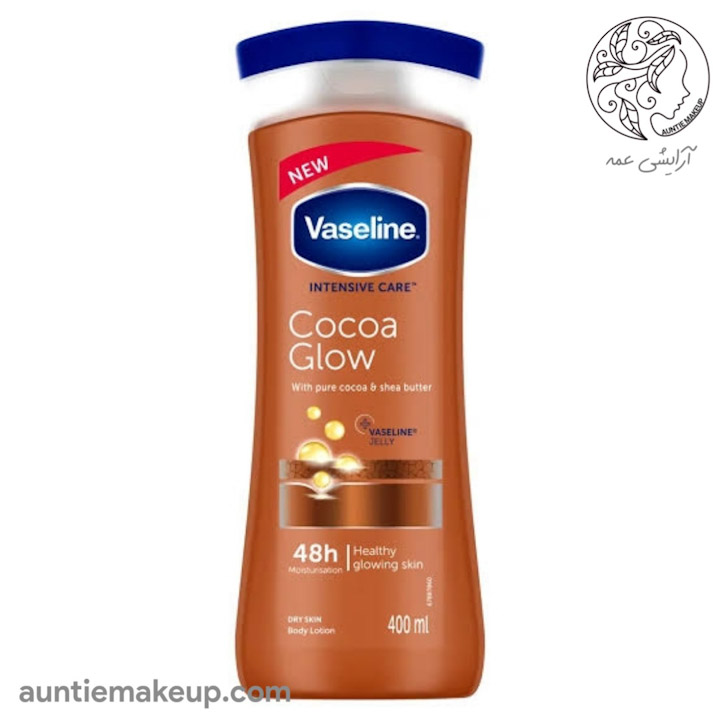 AUNTIEMAKEUP
آرایشی عمه
NEW
Vaseline.
INTENSIVE CARE™
Cocoa
Glow
With pure cocoa & shea butter
VASELINE®
JELLY
48h
Moisturisation
Healthy
glowing skin
DRY SKIN
Body Lotion
400 ml
auntiemakeup.com